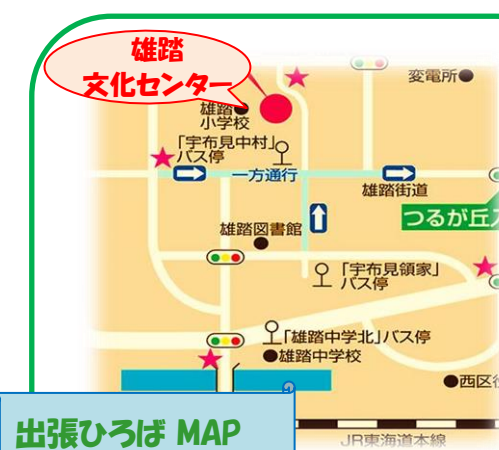 雄踏
文化センター
変電所
雄踏
小学校
「宇布見中村」
バス停
一方通行
雄踏街道
つるが丘
雄踏図書館
「宇布見領家」
バス停
「雄踏中学北」バス停
雄踏中学校
西区役
出張ひろば MAP
JR東海道本線